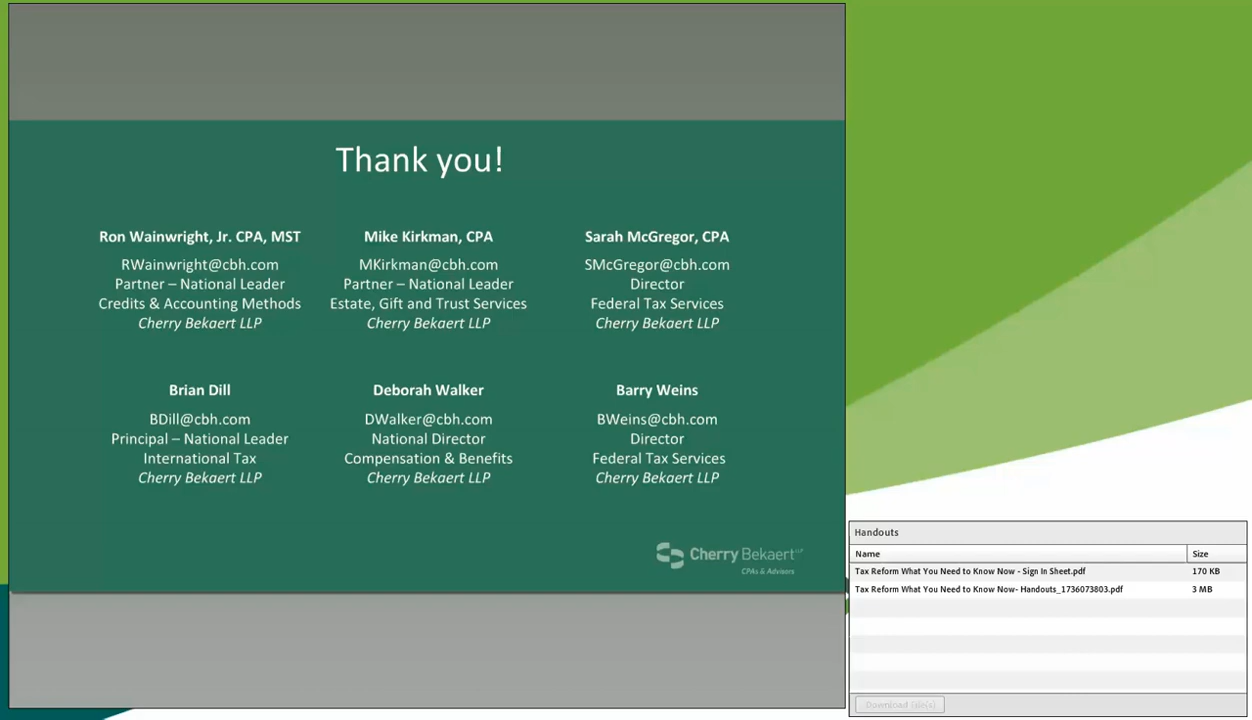 Thank you!
Ron Wainwright, Jr. CPA, MST
RWainwright@cbh.com
Partner – National Leader
Credits & Accounting Methods
Cherry Bekaert LLP
Mike Kirkman, CPA
MKirkman@cbh.com
Partner – National Leader
Estate, Gift and Trust Services
Cherry Bekaert LLP
Sarah McGregor, CPA
SMcGregor@cbh.com
Director
Federal Tax Services
Cherry Bekaert LLP
Brian Dill
BDill@cbh.com
Principal – National Leader
International Tax
Cherry Bekaert LLP
Deborah Walker
DWalker@cbh.com
National Director
Compensation & Benefits
Cherry Bekaert LLP
Barry Weins
BWeins@cbh.com
Director
Federal Tax Services
Cherry Bekaert LLP
Cherry Bekaert LLP
CPAs & Advisors
Handouts
Name Size
Tax Reform What You Need to Know Now - Sign In Sheet.pdf 170 KB
Tax Reform What You Need to Know Now- Handouts_1736073803.pdf 3 MB
Download File(s)